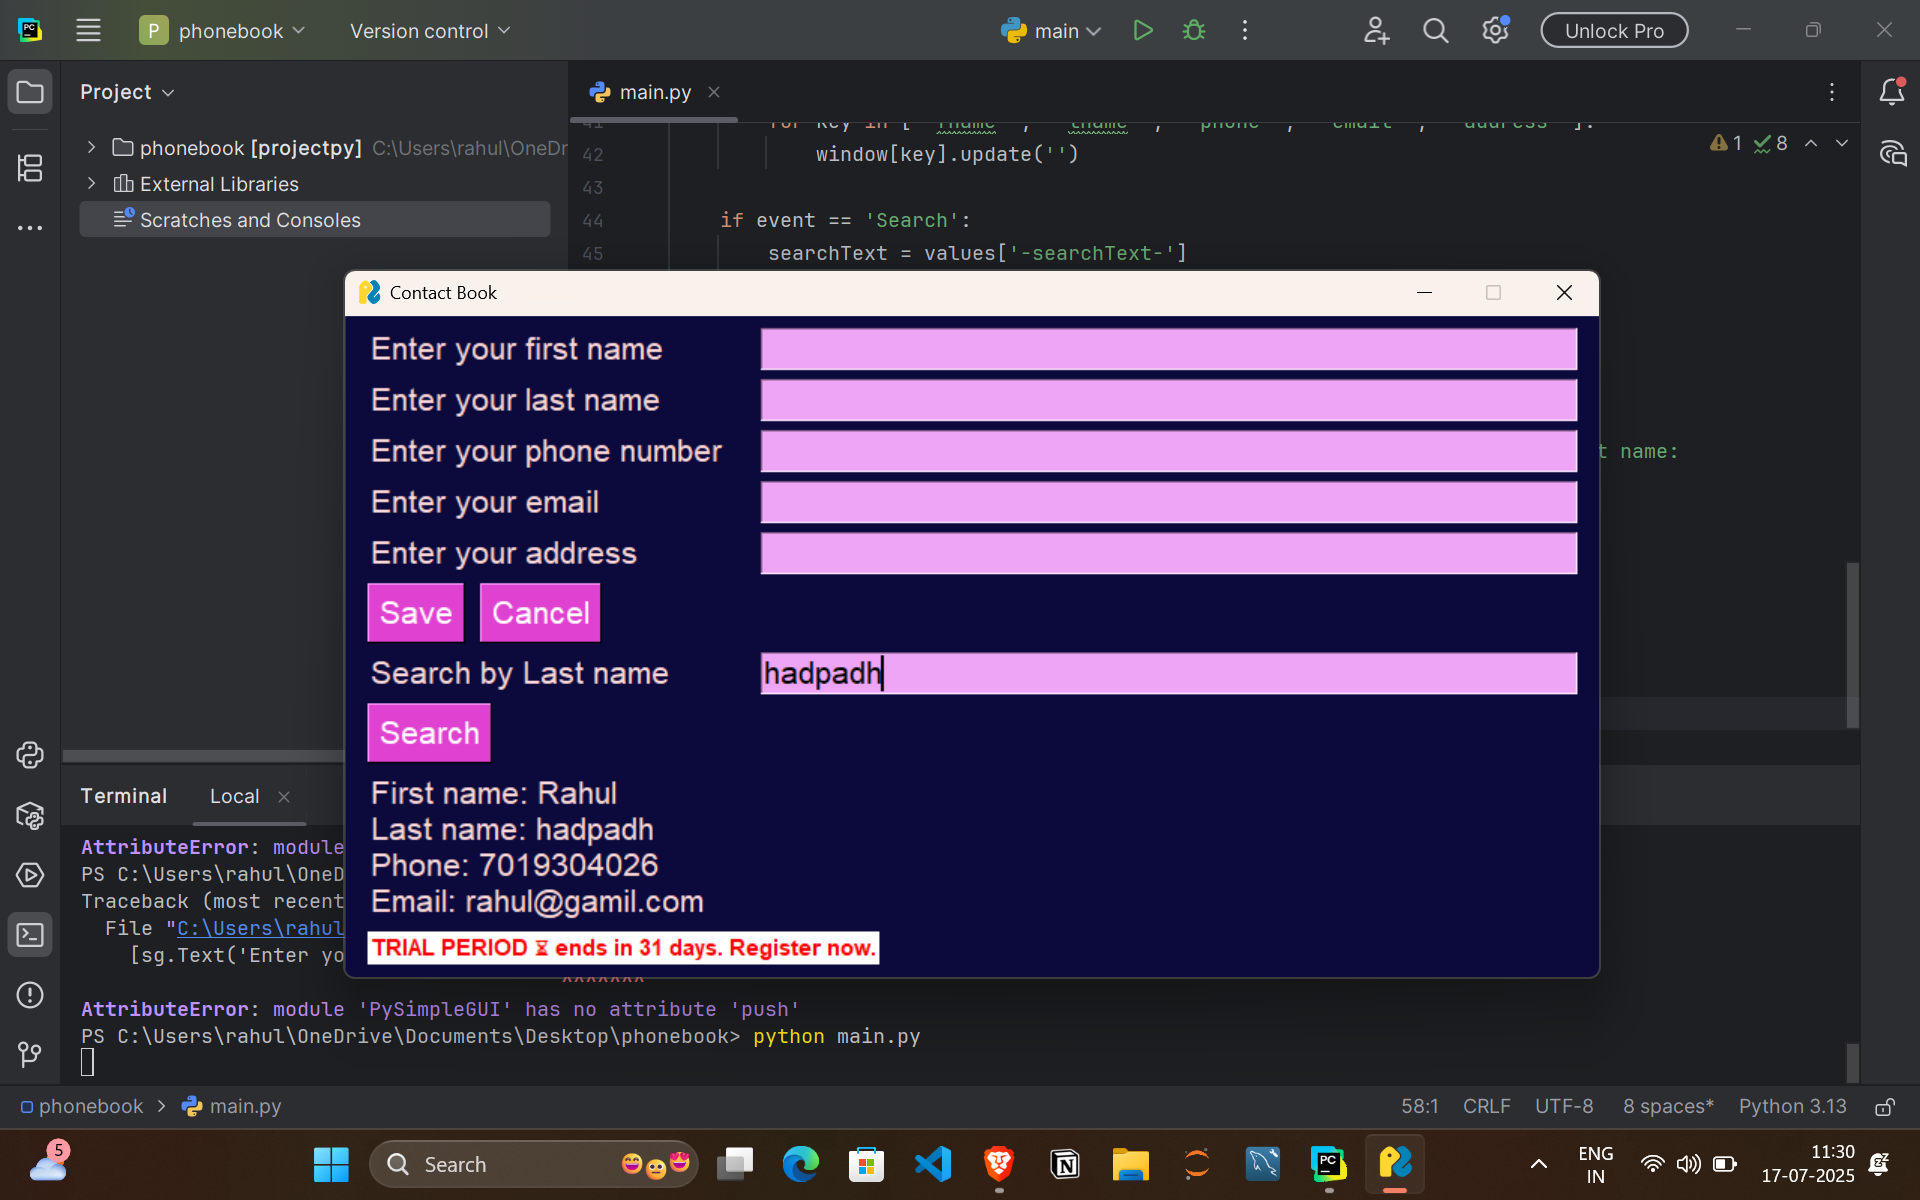 P phonebook
Version control
main
Unlock Pro
Project
main.py
phonebook [projectpy] C:\Users\rahul\OneDr
External Libraries
Scratches and Consoles
41 for key in ['-fname-', '-lname-', '-phone-', '-email-', '-address-']:
42 window[key].update('')
43
44 if event == 'Search':
45 searchText = values['-searchText-']
1 8
Contact Book
Enter your first name
Enter your last name
Enter your phone number
t name:
Enter your email
Enter your address
Save Cancel
Search by Last name hadpadh
Search
First name: Rahul
Last name: hadpadh
Phone: 7019304026
Email: rahul@gamil.com
TRIAL PERIOD ⌛ ends in 31 days. Register now.
Terminal Local
AttributeError: module
PS C:\Users\rahul\OneD
Traceback (most recent
File "C:\Users\rahul
[sg.Text('Enter yo
^^^^^^^
AttributeError: module 'PySimpleGUI' has no attribute 'push'
PS C:\Users\rahul\OneDrive\Documents\Desktop\phonebook> python main.py
phonebook > main.py
58:1 CRLF UTF-8 8 spaces* Python 3.13
5
Search
PC
ENG
IN
11:30
17-07-2025